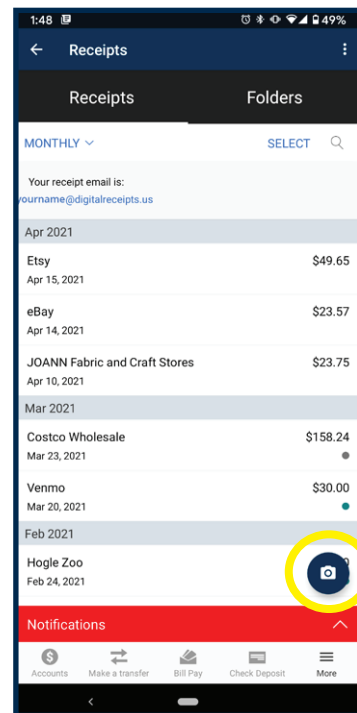 1:48 49%
Receipts
Receipts Folders
MONTHLY SELECT
Your receipt email is:
yourname@digitalreceipts.us
Apr 2021
Etsy $49.65
Apr 15, 2021
eBay $23.57
Apr 14, 2021
JOANN Fabric and Craft Stores $23.75
Apr 10, 2021
Mar 2021
Costco Wholesale $158.24
Mar 23, 2021
Venmo $30.00
Mar 20, 2021
Feb 2021
Hogle Zoo
Feb 24, 2021
Notifications
Accounts Make a transfer Bill Pay Check Deposit More